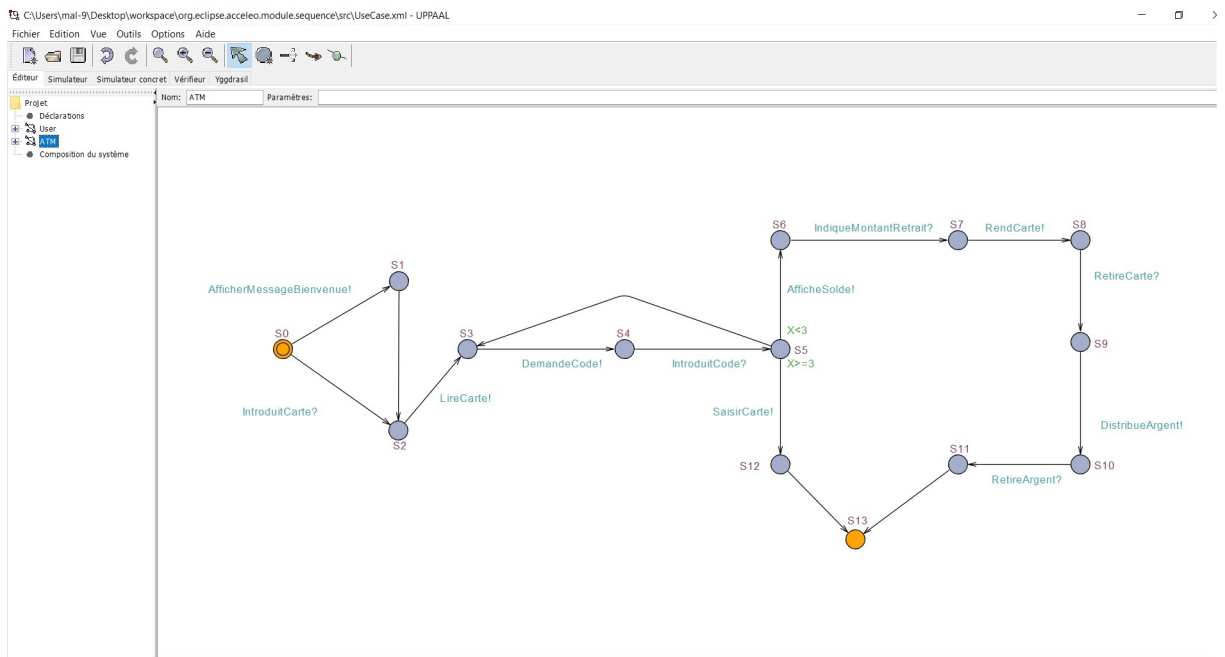 C:\Users\mal-9\Desktop\workspace\org.eclipse.acceleo.module.sequence\src\UseCase.xml - UPPAAL
Fichier Edition Vue Outils Options Aide
Éditeur Simulateur Simulateur concret Vérifieur Yggdrasil
Projet
Déclarations
User
ATM
Composition du système
Nom: ATM Paramètres:
S6 IndiqueMontantRetrait? S7 RendCarte! S8
S1
AfficherMessageBienvenue!
AfficheSolde!
RetireCarte?
S0
S3
S4
X<3
S5
S9
DemandeCode!
IntroduitCode?
X>=3
LireCarte!
IntroduitCarte?
SaisirCarte!
DistribueArgent!
S2
S12
S11
S10
RetireArgent?
S13